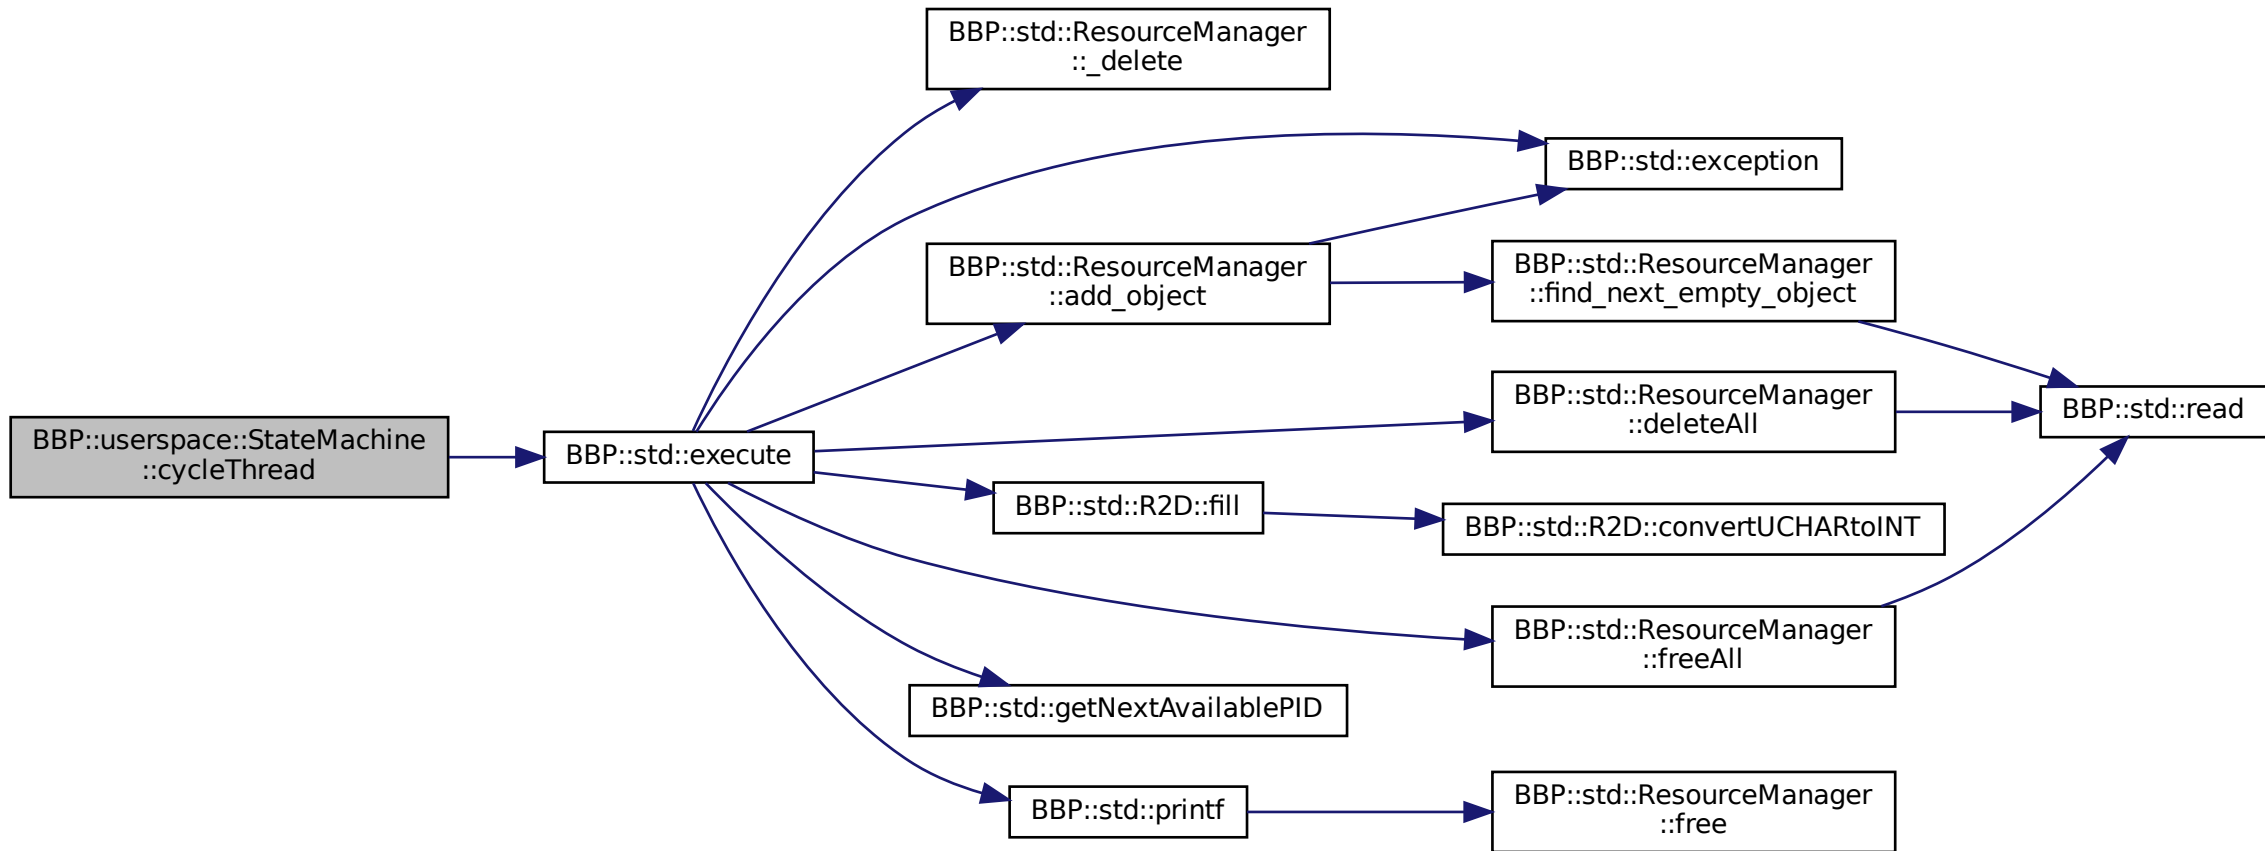 BBP::userspace::StateMachine
::cycleThread
BBP::std::execute
BBP::std::ResourceManager
::_delete
BBP::std::exception
BBP::std::ResourceManager
::add_object
BBP::std::ResourceManager
::find_next_empty_object
BBP::std::ResourceManager
::deleteAll
BBP::std::read
BBP::std::R2D::fill
BBP::std::R2D::convertUCHARtoINT
BBP::std::ResourceManager
::freeAll
BBP::std::getNextAvailablePID
BBP::std::printf
BBP::std::ResourceManager
::free